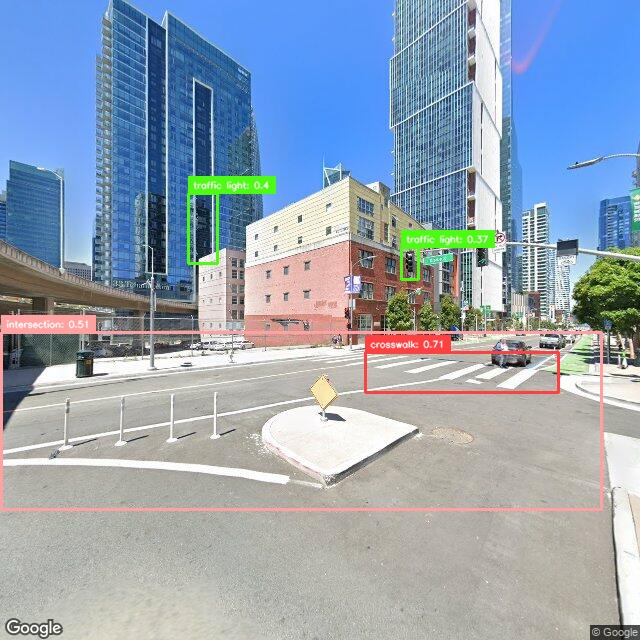 traffic light: 0.4
traffic light: 0.37
intersection: 0.51
crosswalk: 0.71
Google
© Google